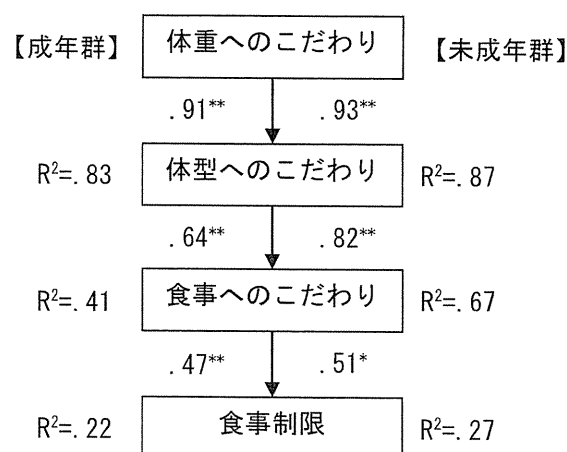 【成年群】 体重へのこだわり 【未成年群】
.91** .93**
R²=.83 体型へのこだわり R²=.87
.64** .82**
R²=.41 食事へのこだわり R²=.67
.47** .51*
R²=.22 食事制限 R²=.27